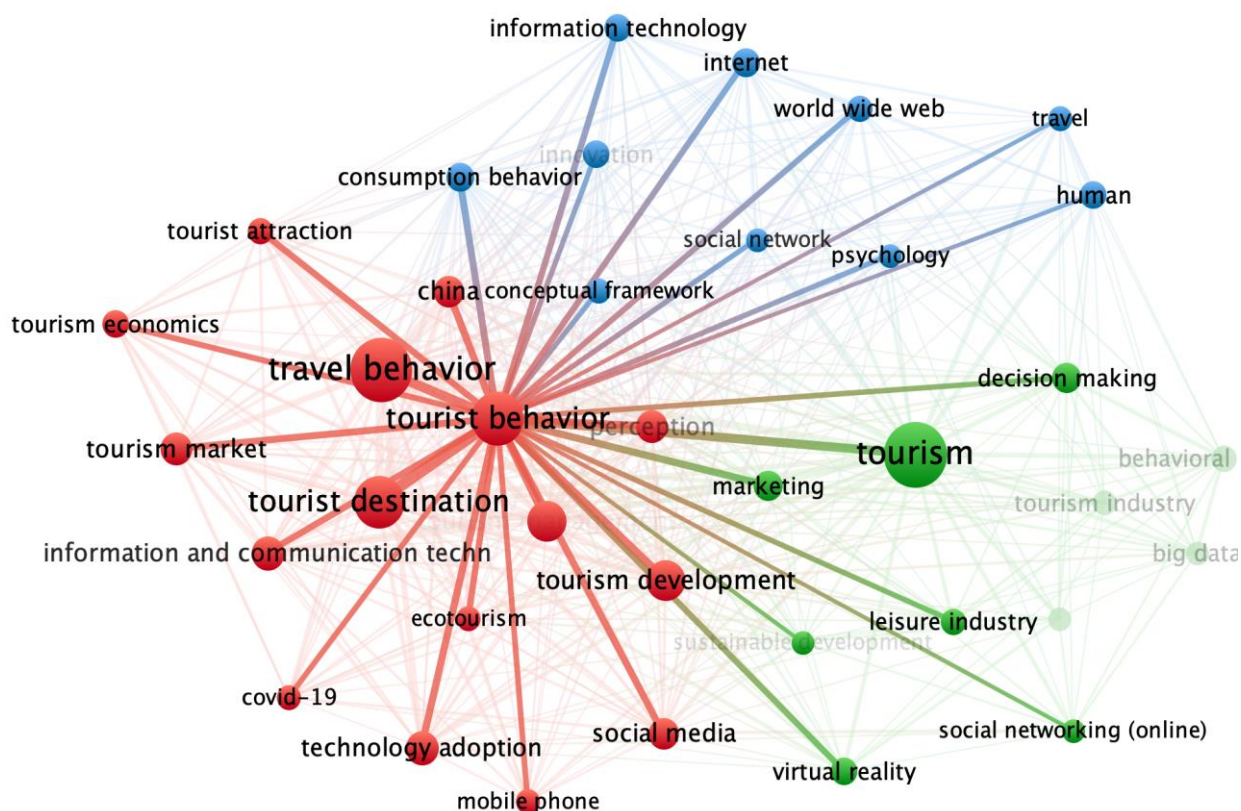 information technology
internet
world wide web
travel
innovation
consumption behavior
human
tourist attraction
social network
psychology
china
conceptual framework
tourism economics
travel behavior
decision making
tourist behavior
perception
tourism
tourism market
behavioral
marketing
tourist destination
tourism industry
information and communication techn
big data
tourism development
ecotourism
leisure industry
sustainable development
covid-19
social media
social networking (online)
technology adoption
virtual reality
mobile phone